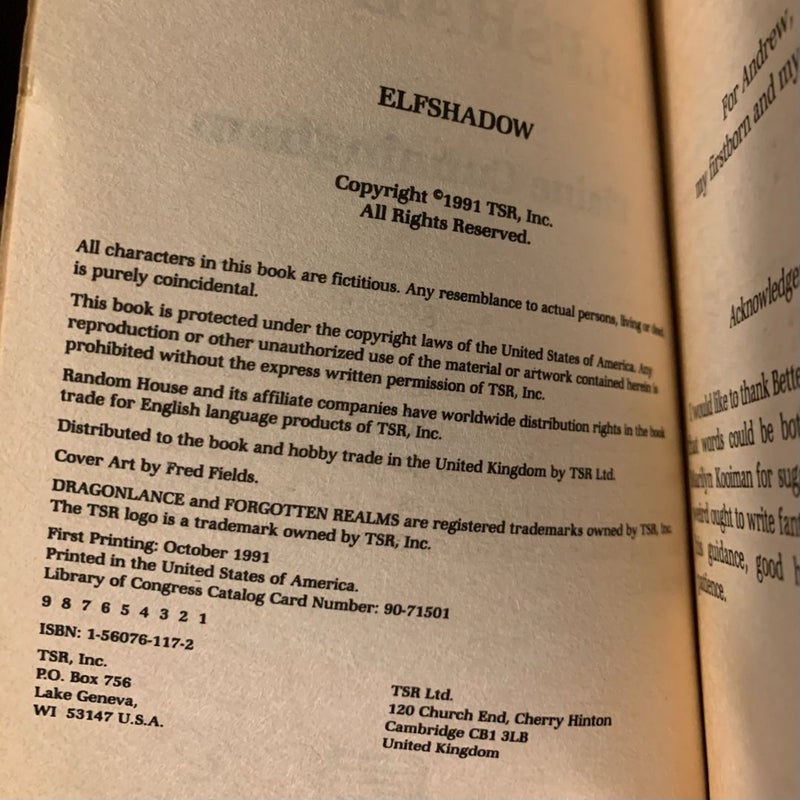 ELFSHADOW
Copyright ©1991 TSR, Inc.
All Rights Reserved.
All characters in this book are fictitious. Any resemblance to actual persons, living or dead,
is purely coincidental.
This book is protected under the copyright laws of the United States of America. Any
reproduction or other unauthorized use of the material or artwork contained herein is
prohibited without the express written permission of TSR, Inc.
Random House and its affiliate companies have worldwide distribution rights in the book
trade for English language products of TSR, Inc.
Distributed to the book and hobby trade in the United Kingdom by TSR Ltd.
Cover Art by Fred Fields.
DRAGONLANCE and FORGOTTEN REALMS are registered trademarks owned by TSR, Inc.
The TSR logo is a trademark owned by TSR, Inc.
First Printing: October 1991
Printed in the United States of America.
Library of Congress Catalog Card Number: 90-71501
9 8 7 6 5 4 3 2 1
ISBN: 1-56076-117-2
TSR, Inc.
P.O. Box 756
Lake Geneva,
WI 53147 U.S.A.
TSR Ltd.
120 Church End, Cherry Hinton
Cambridge CB1 3LB
United Kingdom
For Andrew,
my firstborn and my
Acknowledge
would like to thank Bette
words could be bot
Kooiman for sug
weird ought to write fant
guidance, good h
patience.